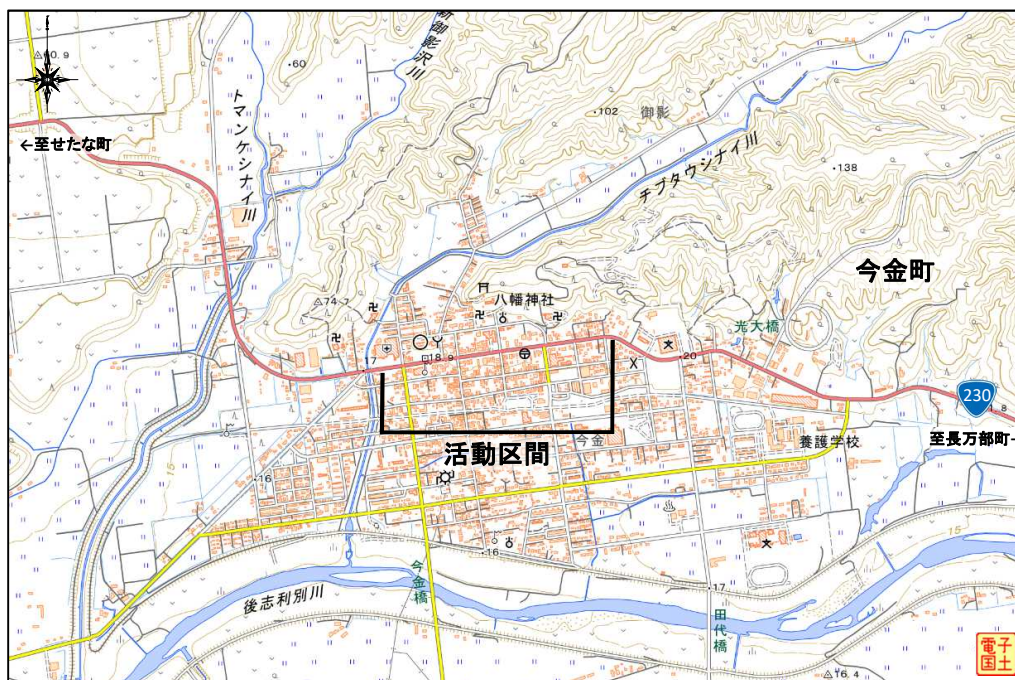 新御影沢川
60.9
60
←至せたな町
トマンケシナイ川
102
御影
チブタウシナイ川
138
今金町
74.7
八幡神社
光大橋
17
18.9
20
230
1.8
活動区間
今金
養護学校
至長万部町
16
15
15
今金橋
16
後志利別川
17
田代橋
16.4
電子
国土